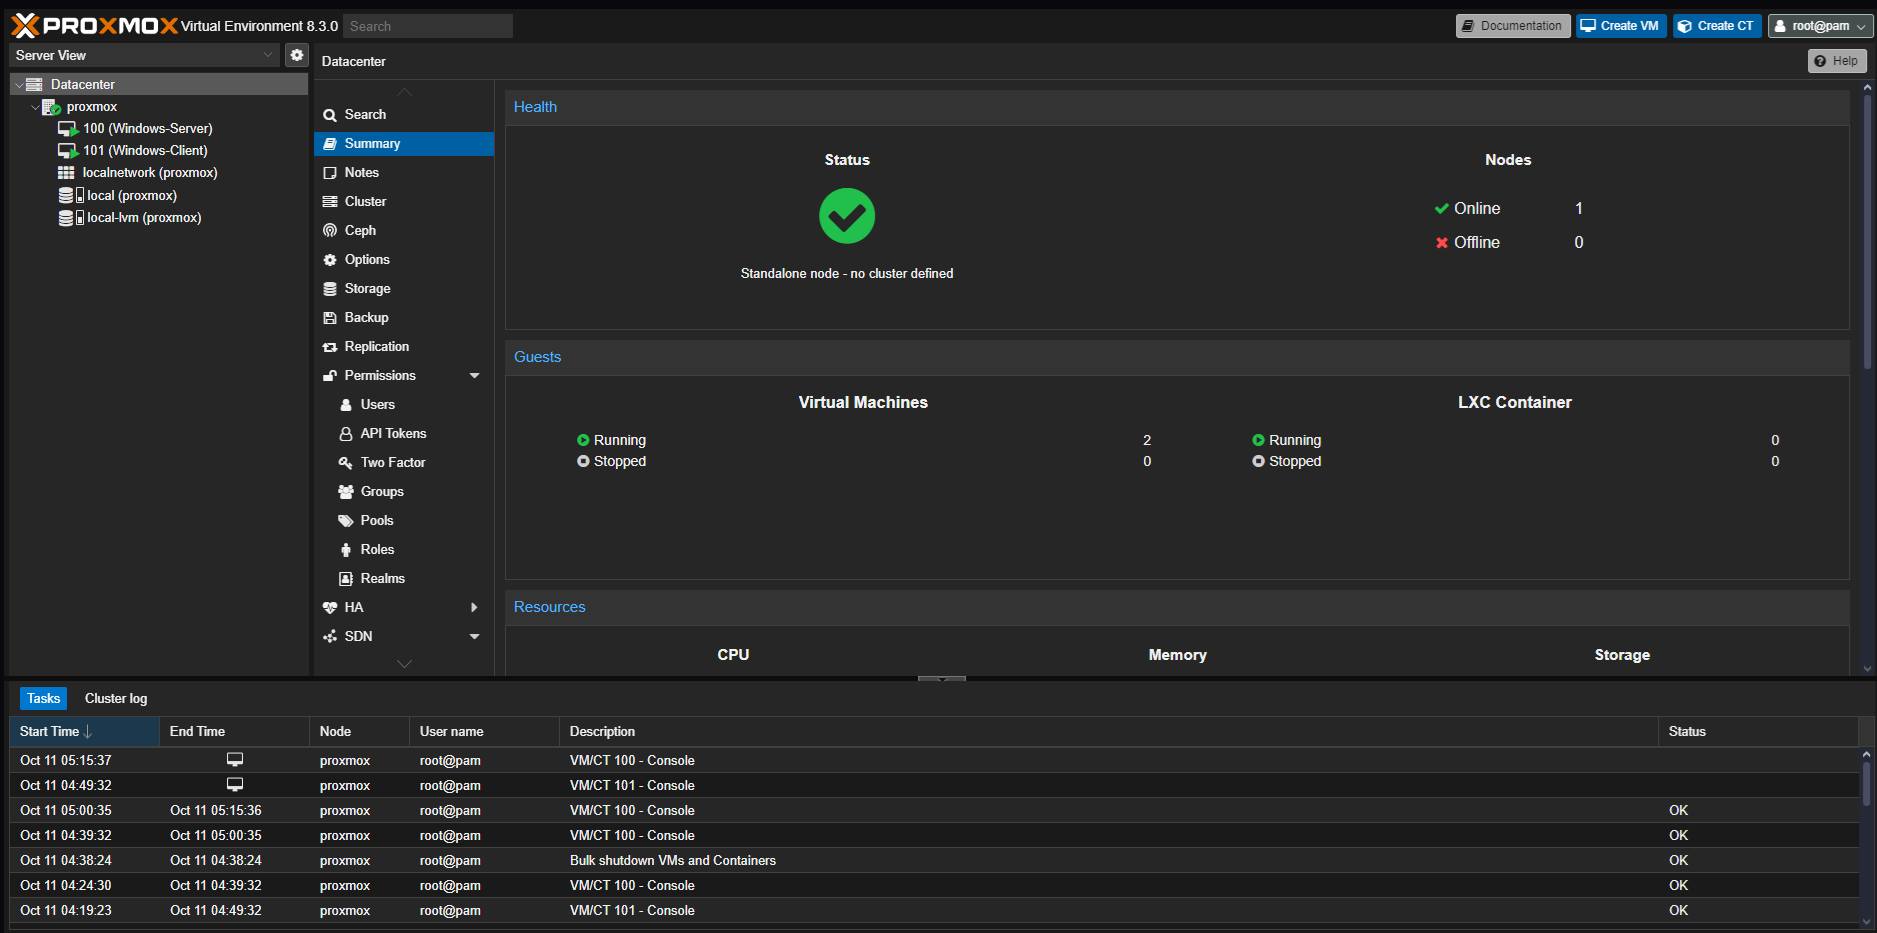 PROXMOX Virtual Environment 8.3.0 Search Documentation Create VM Create CT root@pam
Server View
Datacenter
proxmox
100 (Windows-Server)
101 (Windows-Client)
localnetwork (proxmox)
local (proxmox)
local-lvm (proxmox)
Datacenter Help
Search
Summary
Notes
Cluster
Ceph
Options
Storage
Backup
Replication
Permissions
Users
API Tokens
Two Factor
Groups
Pools
Roles
Realms
HA
SDN
Health
Status
Standalone node - no cluster defined
Nodes
Online 1
Offline 0
Guests
Virtual Machines
Running 2
Stopped 0
LXC Container
Running 0
Stopped 0
Resources
CPU Memory Storage
Tasks Cluster log
Start Time End Time Node User name Description Status
Oct 11 05:15:37 proxmox root@pam VM/CT 100 - Console
Oct 11 04:49:32 proxmox root@pam VM/CT 101 - Console
Oct 11 05:00:35 Oct 11 05:15:36 proxmox root@pam VM/CT 100 - Console OK
Oct 11 04:39:32 Oct 11 05:00:35 proxmox root@pam VM/CT 100 - Console OK
Oct 11 04:38:24 Oct 11 04:38:24 proxmox root@pam Bulk shutdown VMs and Containers OK
Oct 11 04:24:30 Oct 11 04:39:32 proxmox root@pam VM/CT 100 - Console OK
Oct 11 04:19:23 Oct 11 04:49:32 proxmox root@pam VM/CT 101 - Console OK